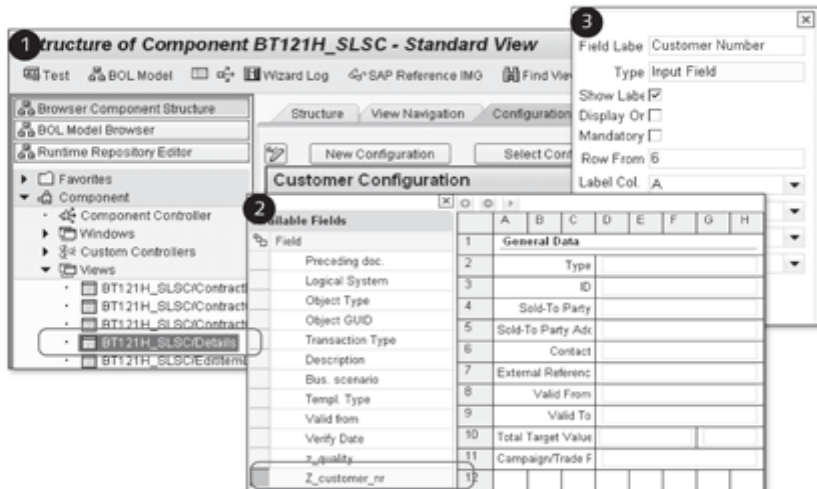 1
tructure of Component BT121H_SLSC - Standard View
Test BOL Model Wizard Log SAP Reference IMG Find Vie
Browser Component Structure
BOL Model Browser
Runtime Repository Editor
Favorites
Component
Component Controller
Windows
Custom Controllers
Views
BT121H_SLSC/Contract
BT121H_SLSC/Contract
BT121H_SLSC/Contract
BT121H_SLSC/Details
BT121H_SLSC/EditItem
Structure View Navigation Configuration
New Configuration Select Conf
Customer Configuration
2
ilable Fields
Field
Preceding doc.
Logical System
Object Type
Object GUID
Transaction Type
Description
Bus. scenario
Templ. Type
Valid from
Verify Date
z_quality
Z_customer_nr
A B C D E F G H
1 General Data
2 Type
3 ID
4 Sold-To Party
5 Sold-To Party Adc
6 Contact
7 External Referenc
8 Valid From
9 Valid To
10 Total Target Value
11 Campaign/Trade F
12
3
Field Labe Customer Number
Type Input Field
Show Labe
Display Or
Mandatory
Row From 6
Label Col. A